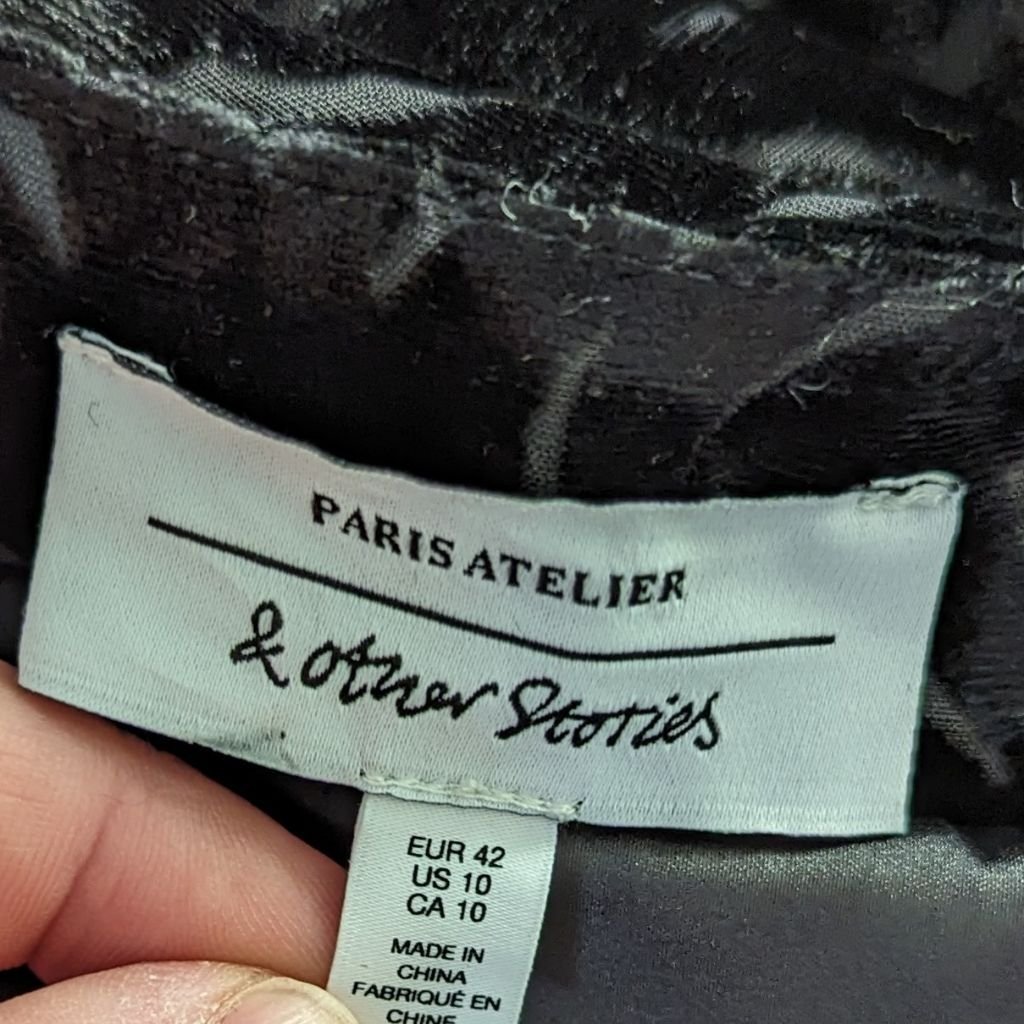 PARIS ATELIER
& other Stories
EUR 42
US 10
CA 10
MADE IN
CHINA
FABRIQUÉ EN
CHINE